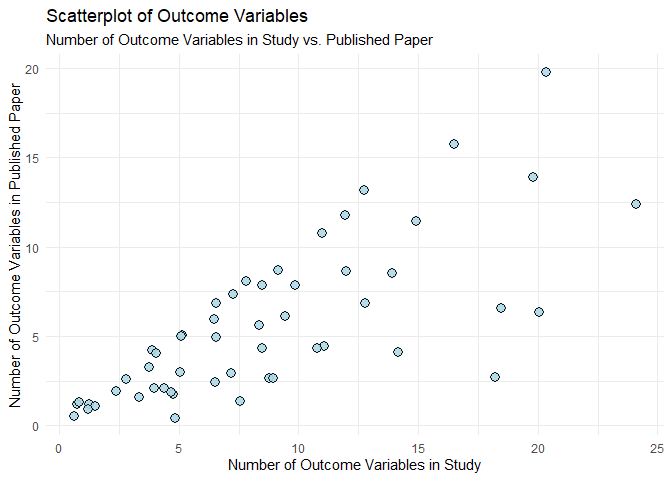 Scatterplot of Outcome Variables
Number of Outcome Variables in Study vs. Published Paper
Number of Outcome Variables in Published Paper
20
15
10
5
0
0 5 10 15 20 25
Number of Outcome Variables in Study